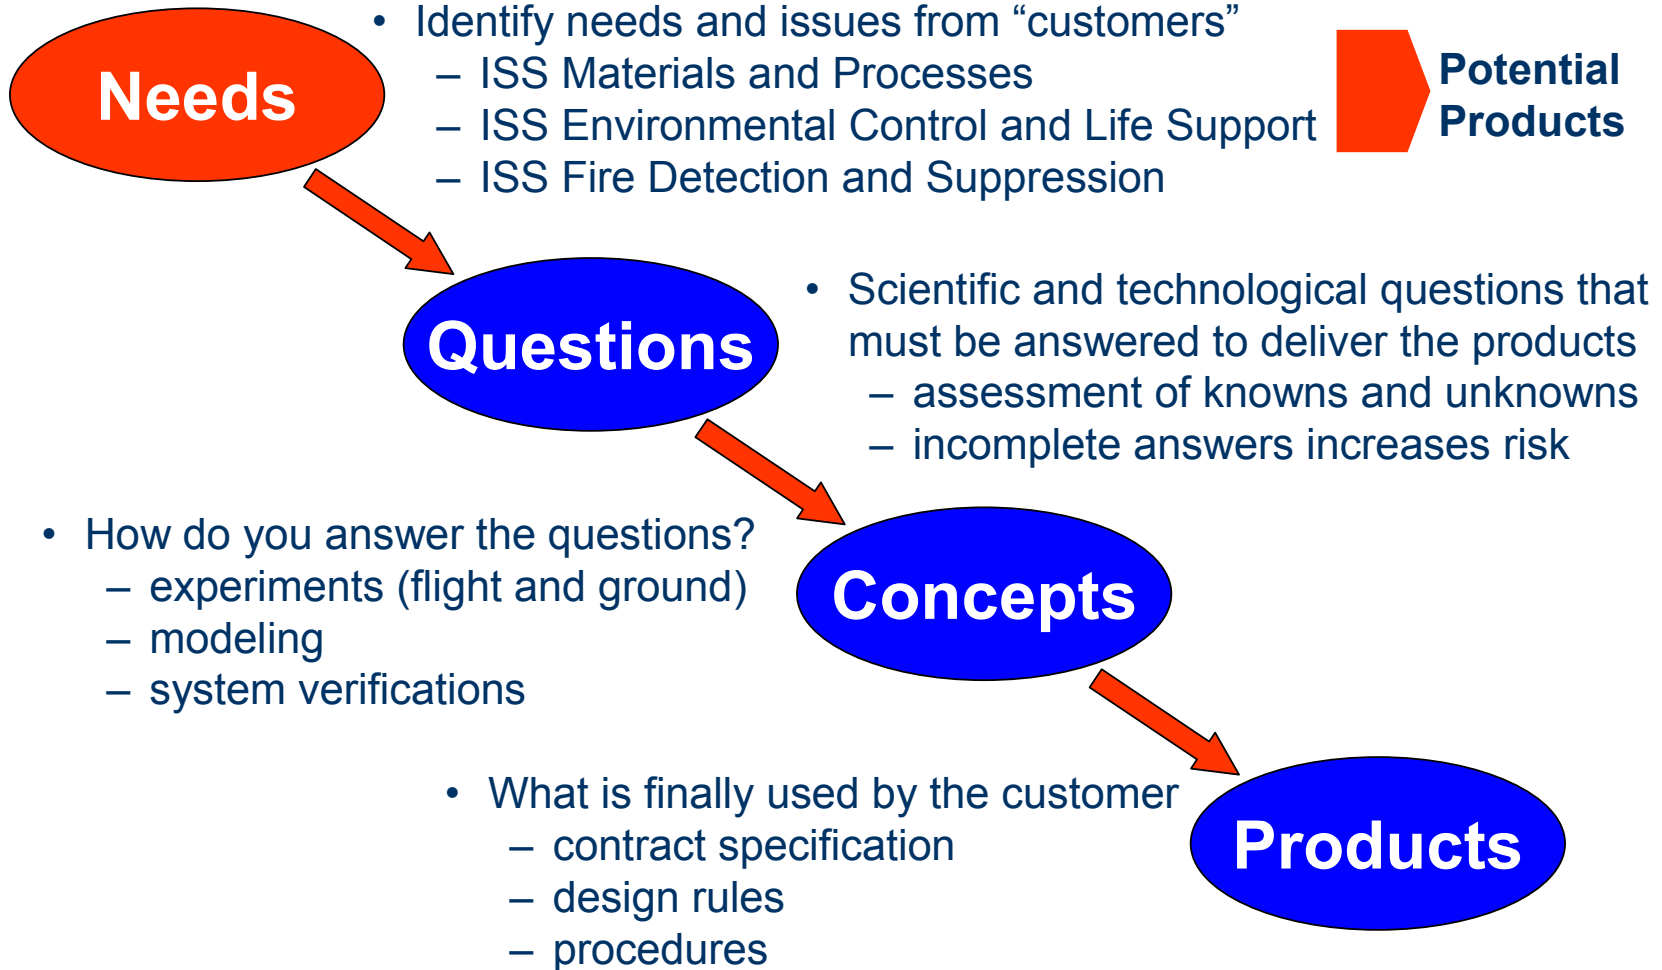 Needs
• Identify needs and issues from “customers”
– ISS Materials and Processes
– ISS Environmental Control and Life Support
– ISS Fire Detection and Suppression
Potential
Products
Questions
• Scientific and technological questions that
must be answered to deliver the products
– assessment of knowns and unknowns
– incomplete answers increases risk
• How do you answer the questions?
– experiments (flight and ground)
– modeling
– system verifications
Concepts
• What is finally used by the customer
– contract specification
– design rules
– procedures
Products